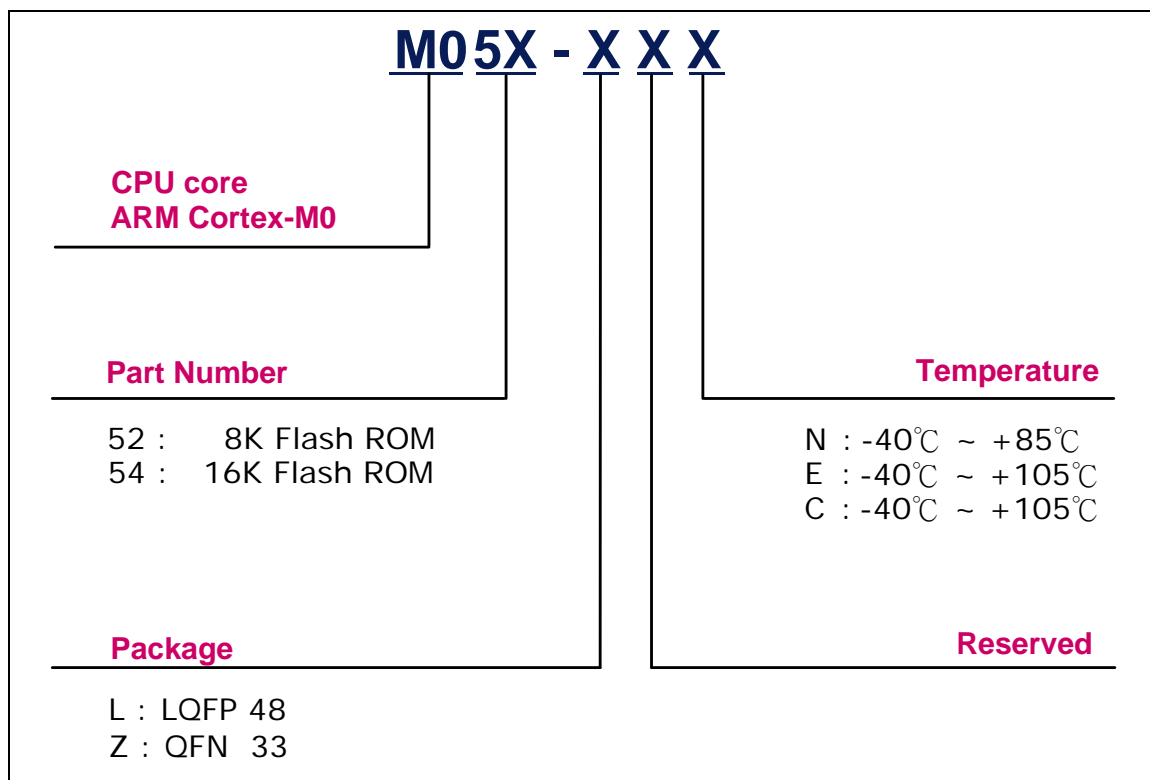 M05X - X X X
CPU core
ARM Cortex-M0
Part Number
52 : 8K Flash ROM
54 : 16K Flash ROM
Temperature
N : -40℃ ~ +85℃
E : -40℃ ~ +105℃
C : -40℃ ~ +105℃
Package
L : LQFP 48
Z : QFN 33
Reserved